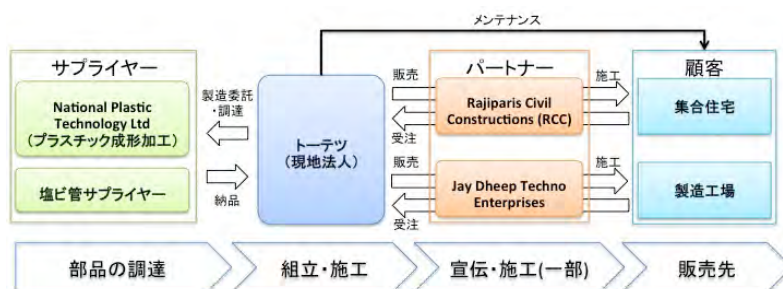 メンテナンス
サプライヤー
National Plastic
Technology Ltd
(プラスチック成形加工)
塩ビ管サプライヤー
製造委託
・調達
納品
トーテツ
(現地法人)
販売
受注
販売
受注
パートナー
Rajiparis Civil
Constructions (RCC)
Jay Dheep Techno
Enterprises
施工
施工
顧客
集合住宅
製造工場
部品の調達
組立・施工
宣伝・施工(一部)
販売先